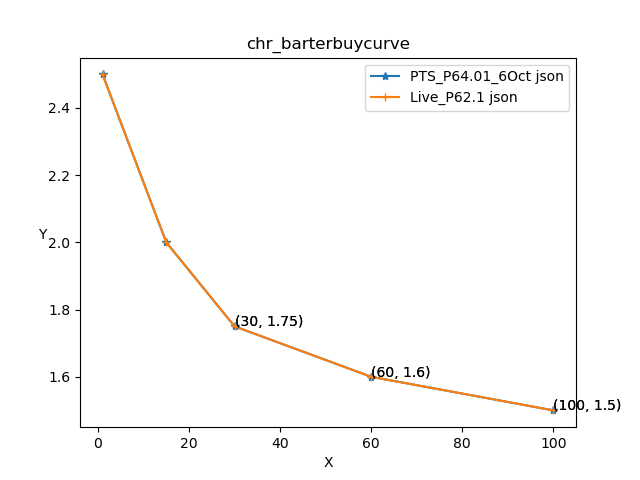 chr_barterbuycurve
PTS_P64.01_6Oct json
Live_P62.1 json
2.4
2.2
2.0
1.8
1.6
Y
(30, 1.75)
(60, 1.6)
(100, 1.5)
0 20 40 60 80 100
X